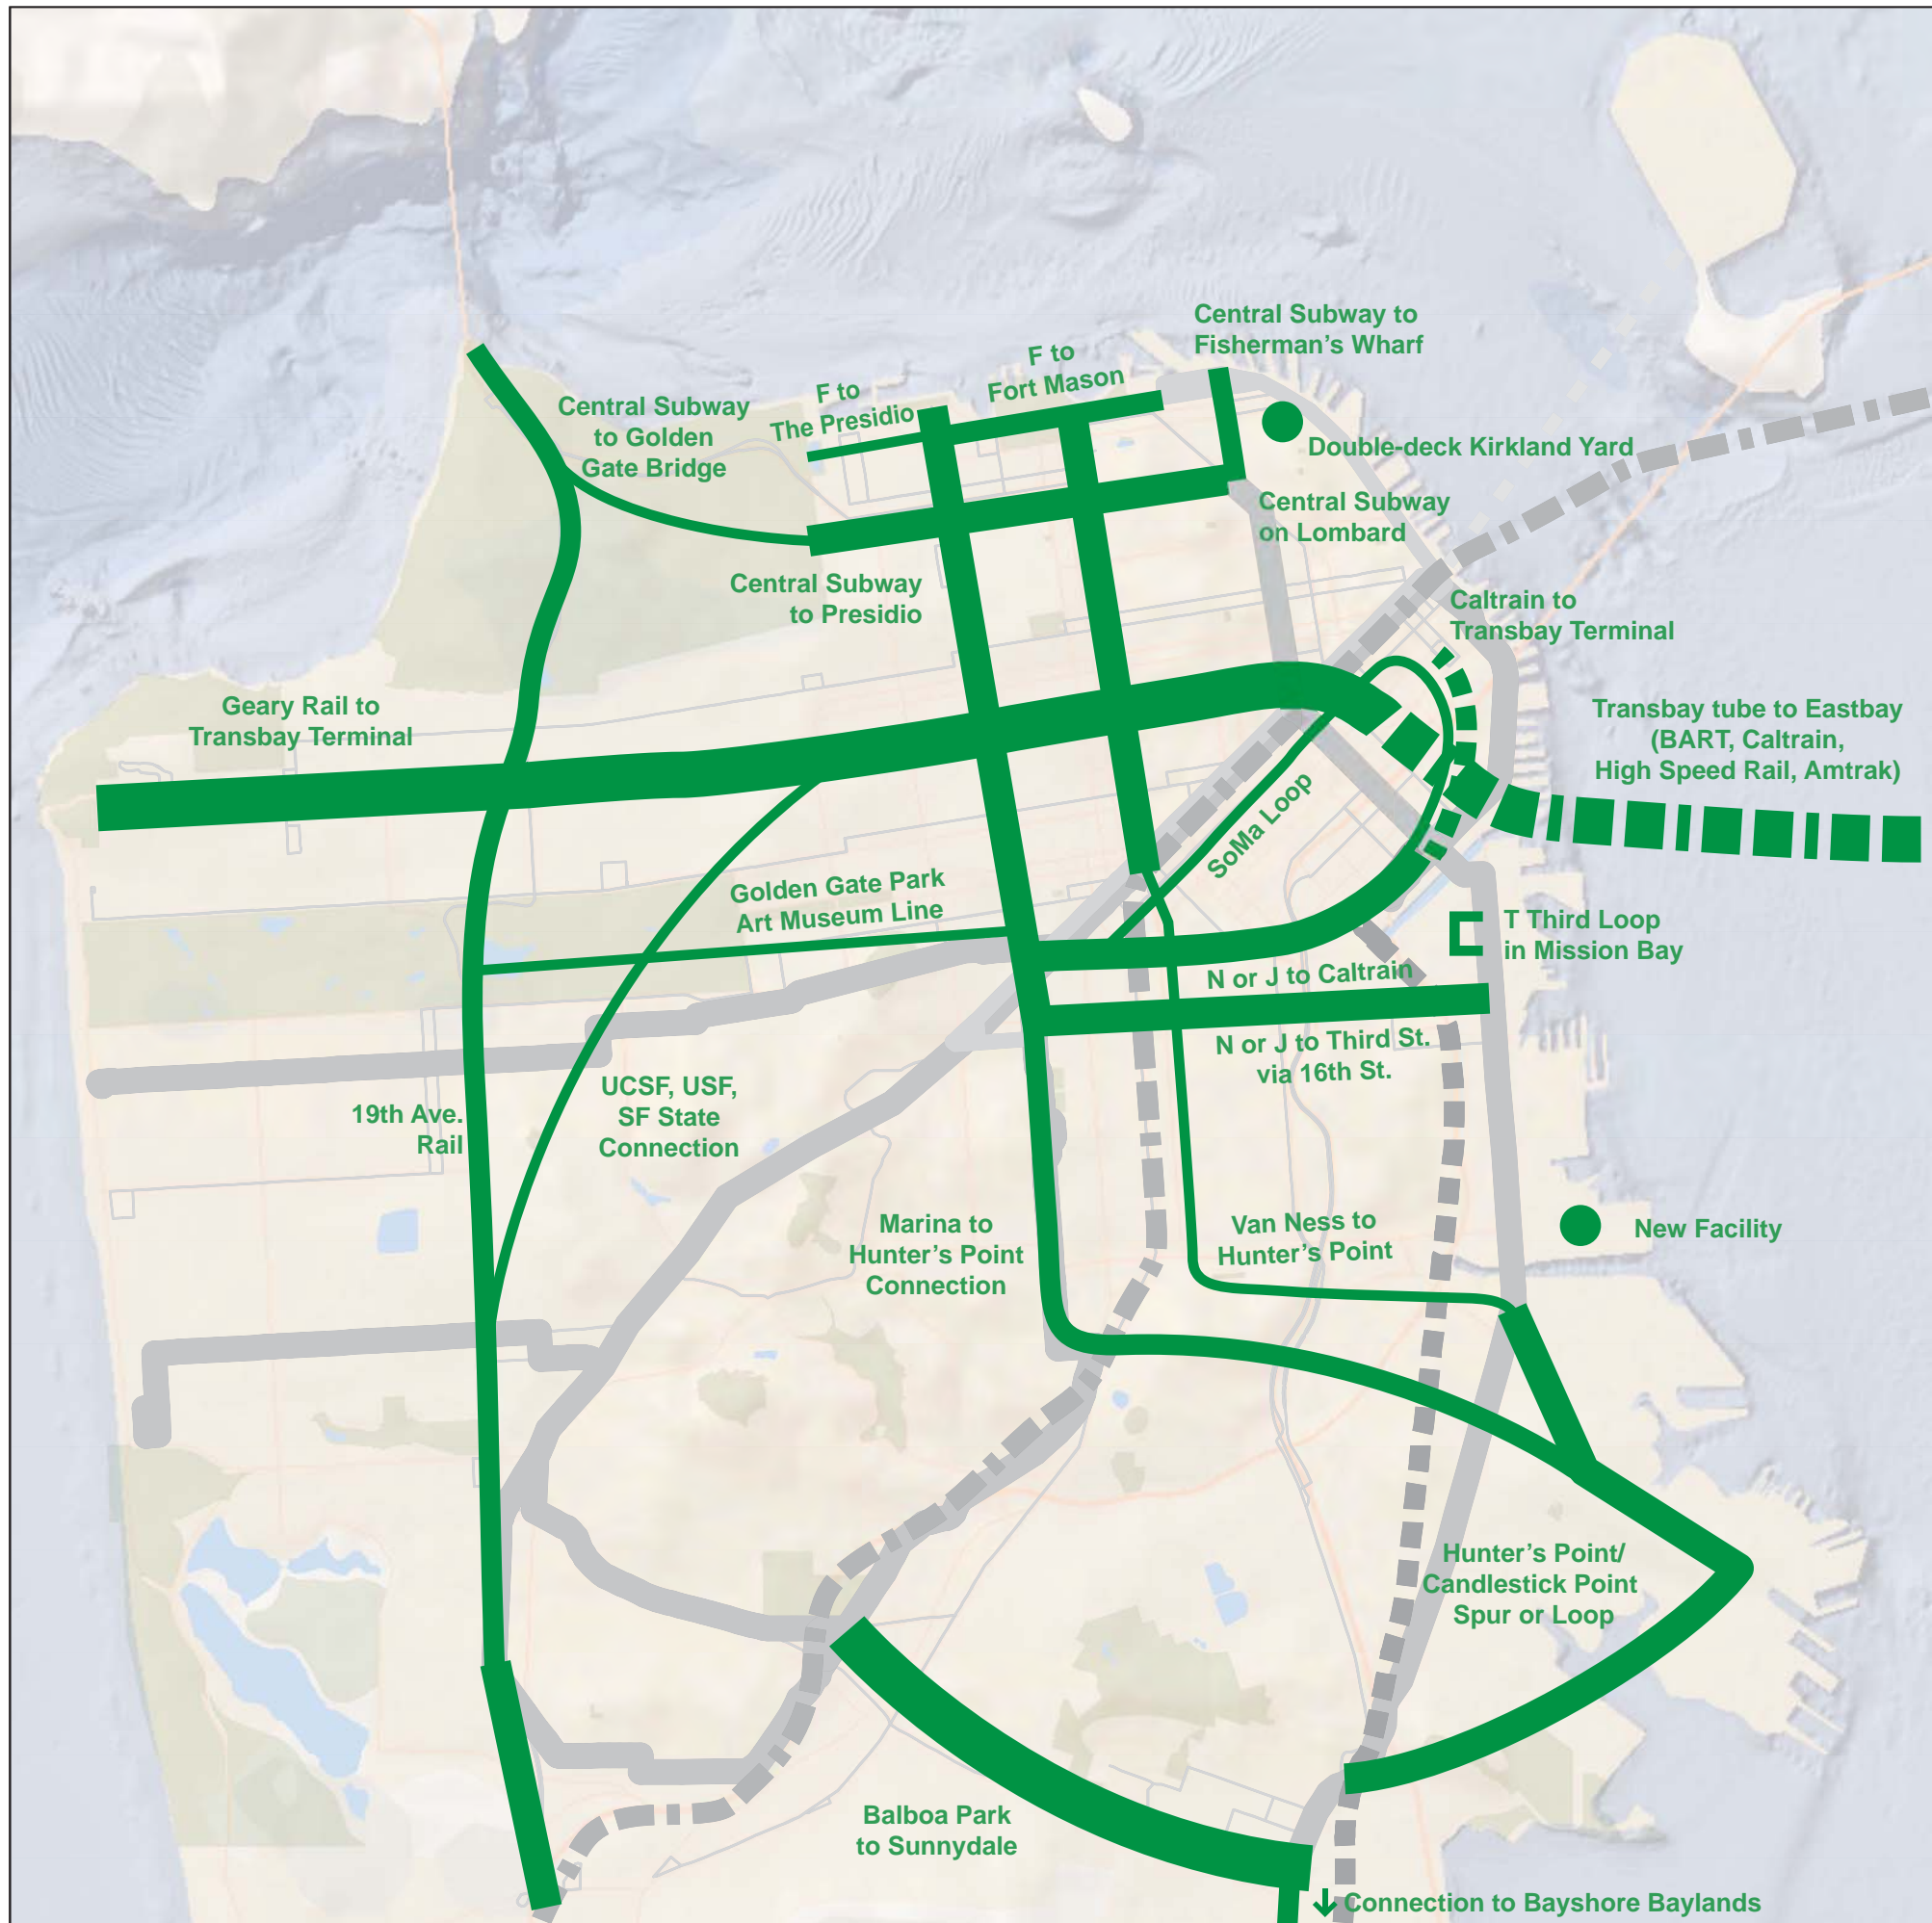 Central Subway to
Fisherman's Wharf
F to
Fort Mason
F to
The Presidio
Central Subway
to Golden
Gate Bridge
Double-deck Kirkland Yard
Central Subway
on Lombard
Central Subway
to Presidio
Caltrain to
Transbay Terminal
Geary Rail to
Transbay Terminal
Transbay tube to Eastbay
(BART, Caltrain,
High Speed Rail, Amtrak)
SoMa Loop
Golden Gate Park
Art Museum Line
T Third Loop
in Mission Bay
N or J to Caltrain
N or J to Third St.
via 16th St.
UCSF, USF,
SF State
Connection
19th Ave.
Rail
Marina to
Hunter's Point
Connection
Van Ness to
Hunter's Point
New Facility
Hunter's Point/
Candlestick Point
Spur or Loop
Balboa Park
to Sunnydale
Connection to Bayshore Baylands